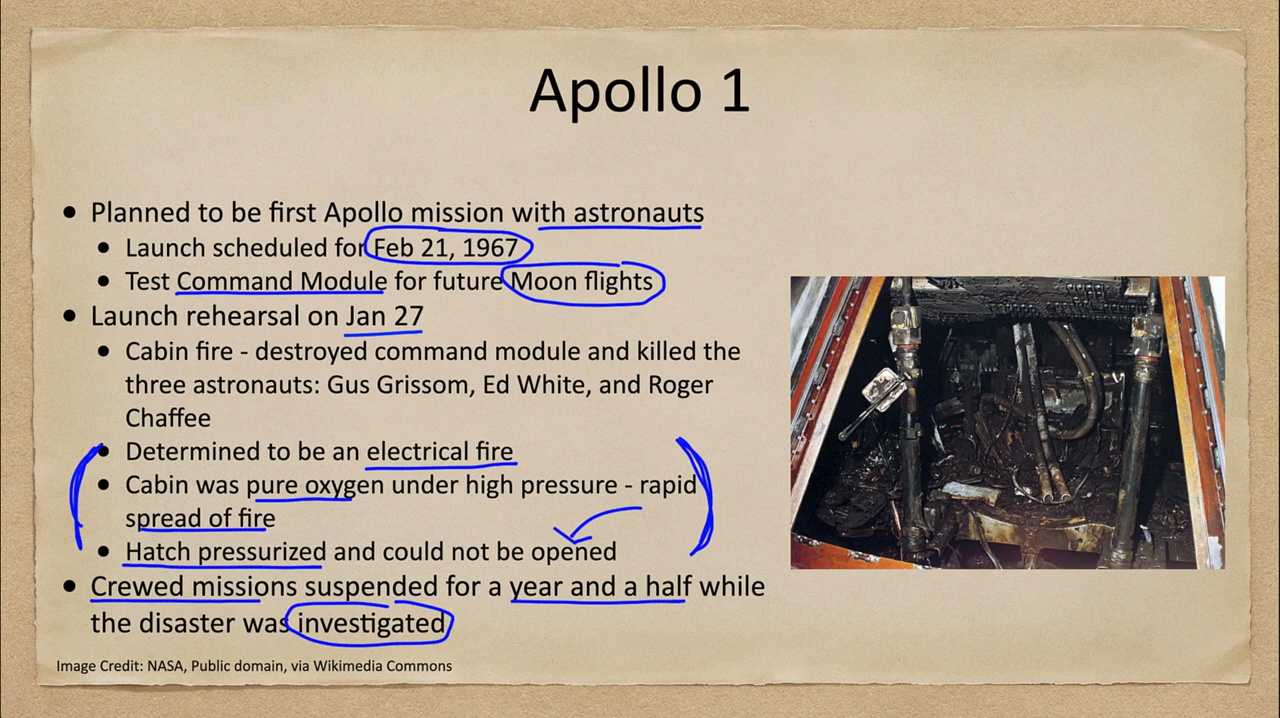 Apollo 1
• Planned to be first Apollo mission with astronauts
• Launch scheduled for Feb 21, 1967
• Test Command Module for future Moon flights
• Launch rehearsal on Jan 27
• Cabin fire - destroyed command module and killed the
three astronauts: Gus Grissom, Ed White, and Roger
Chaffee
• Determined to be an electrical fire
• Cabin was pure oxygen under high pressure - rapid
spread of fire
• Hatch pressurized and could not be opened
• Crewed missions suspended for a year and a half while
the disaster was investigated
Image Credit: NASA, Public domain, via Wikimedia Commons